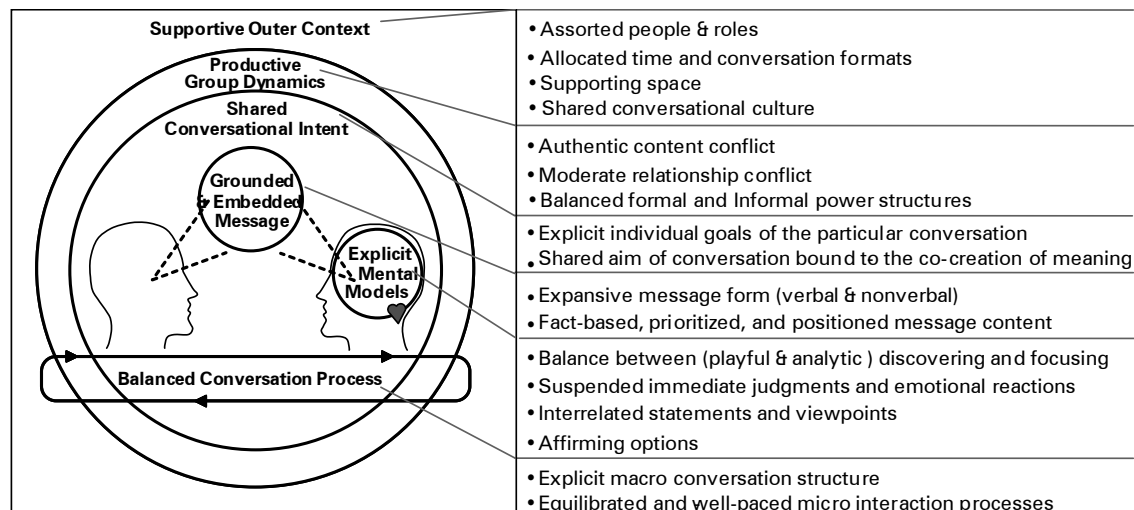 Supportive Outer Context
Productive
Group Dynamics
Shared
Conversational Intent
Grounded
& Embedded
Message
Explicit
Mental
Models
Balanced Conversation Process
• Assorted people & roles
• Allocated time and conversation formats
• Supporting space
• Shared conversational culture
• Authentic content conflict
• Moderate relationship conflict
• Balanced formal and Informal power structures
• Explicit individual goals of the particular conversation
• Shared aim of conversation bound to the co-creation of meaning
• Expansive message form (verbal & nonverbal)
• Fact-based, prioritized, and positioned message content
• Balance between (playful & analytic ) discovering and focusing
• Suspended immediate judgments and emotional reactions
• Interrelated statements and viewpoints
• Affirming options
• Explicit macro conversation structure
• Equilibrated and well-paced micro interaction processes